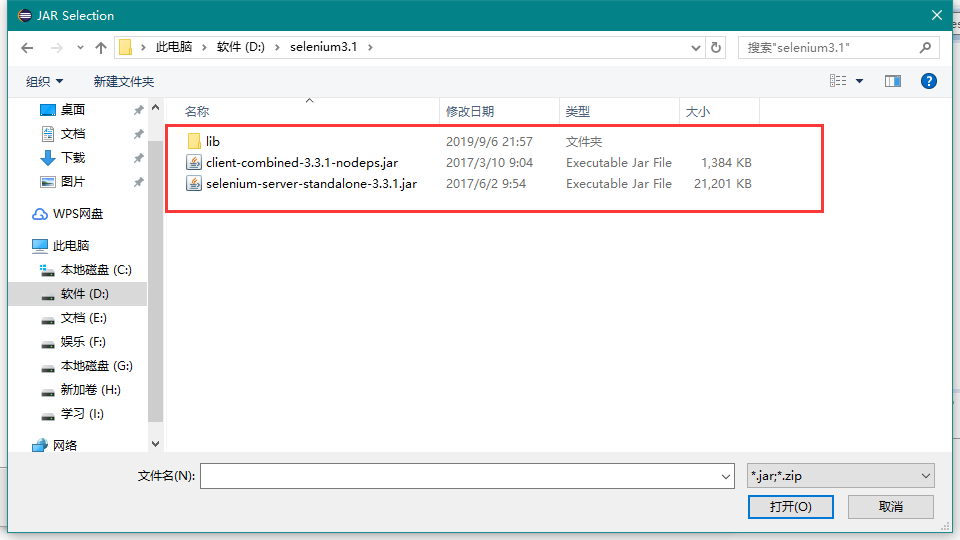 JAR Selection
此电脑 软件 (D:) selenium3.1
搜索"selenium3.1"
组织 新建文件夹
名称 修改日期 类型 大小
桌面
文档
下载
图片
WPS网盘
此电脑
本地磁盘 (C:)
软件 (D:)
文档 (E:)
娱乐 (F:)
本地磁盘 (G:)
新加卷 (H:)
学习 (I:)
网络
lib 2019/9/6 21:57 文件夹
client-combined-3.3.1-nodeps.jar 2017/3/10 9:04 Executable Jar File 1,384 KB
selenium-server-standalone-3.3.1.jar 2017/6/2 9:54 Executable Jar File 21,201 KB
文件名(N): *.jar;*.zip
打开(O) 取消